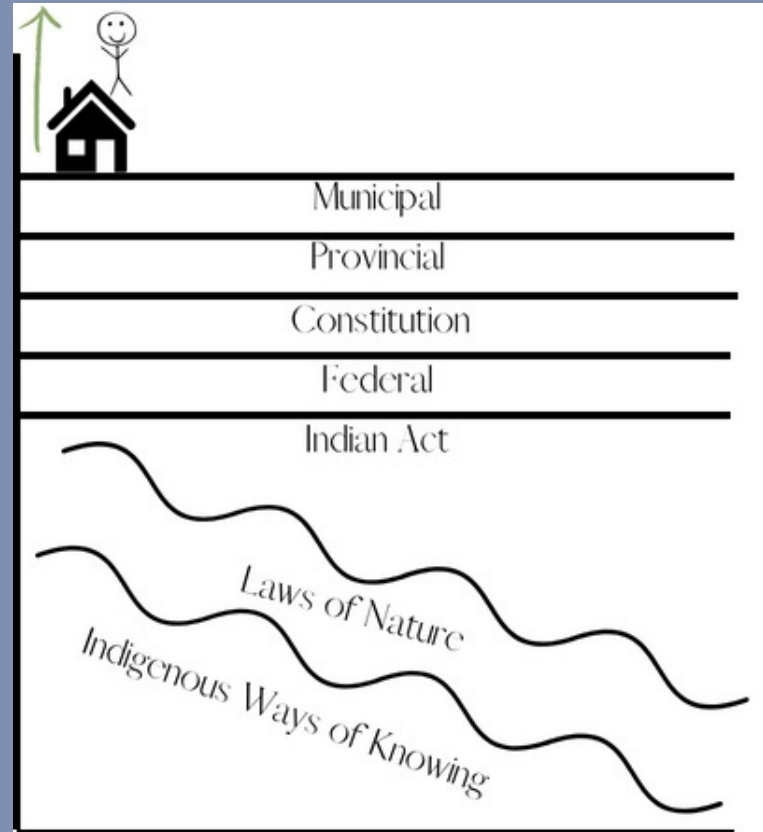 Municipal
Provincial
Constitution
Federal
Indian Act
Laws of Nature
Indigenous Ways of Knowing